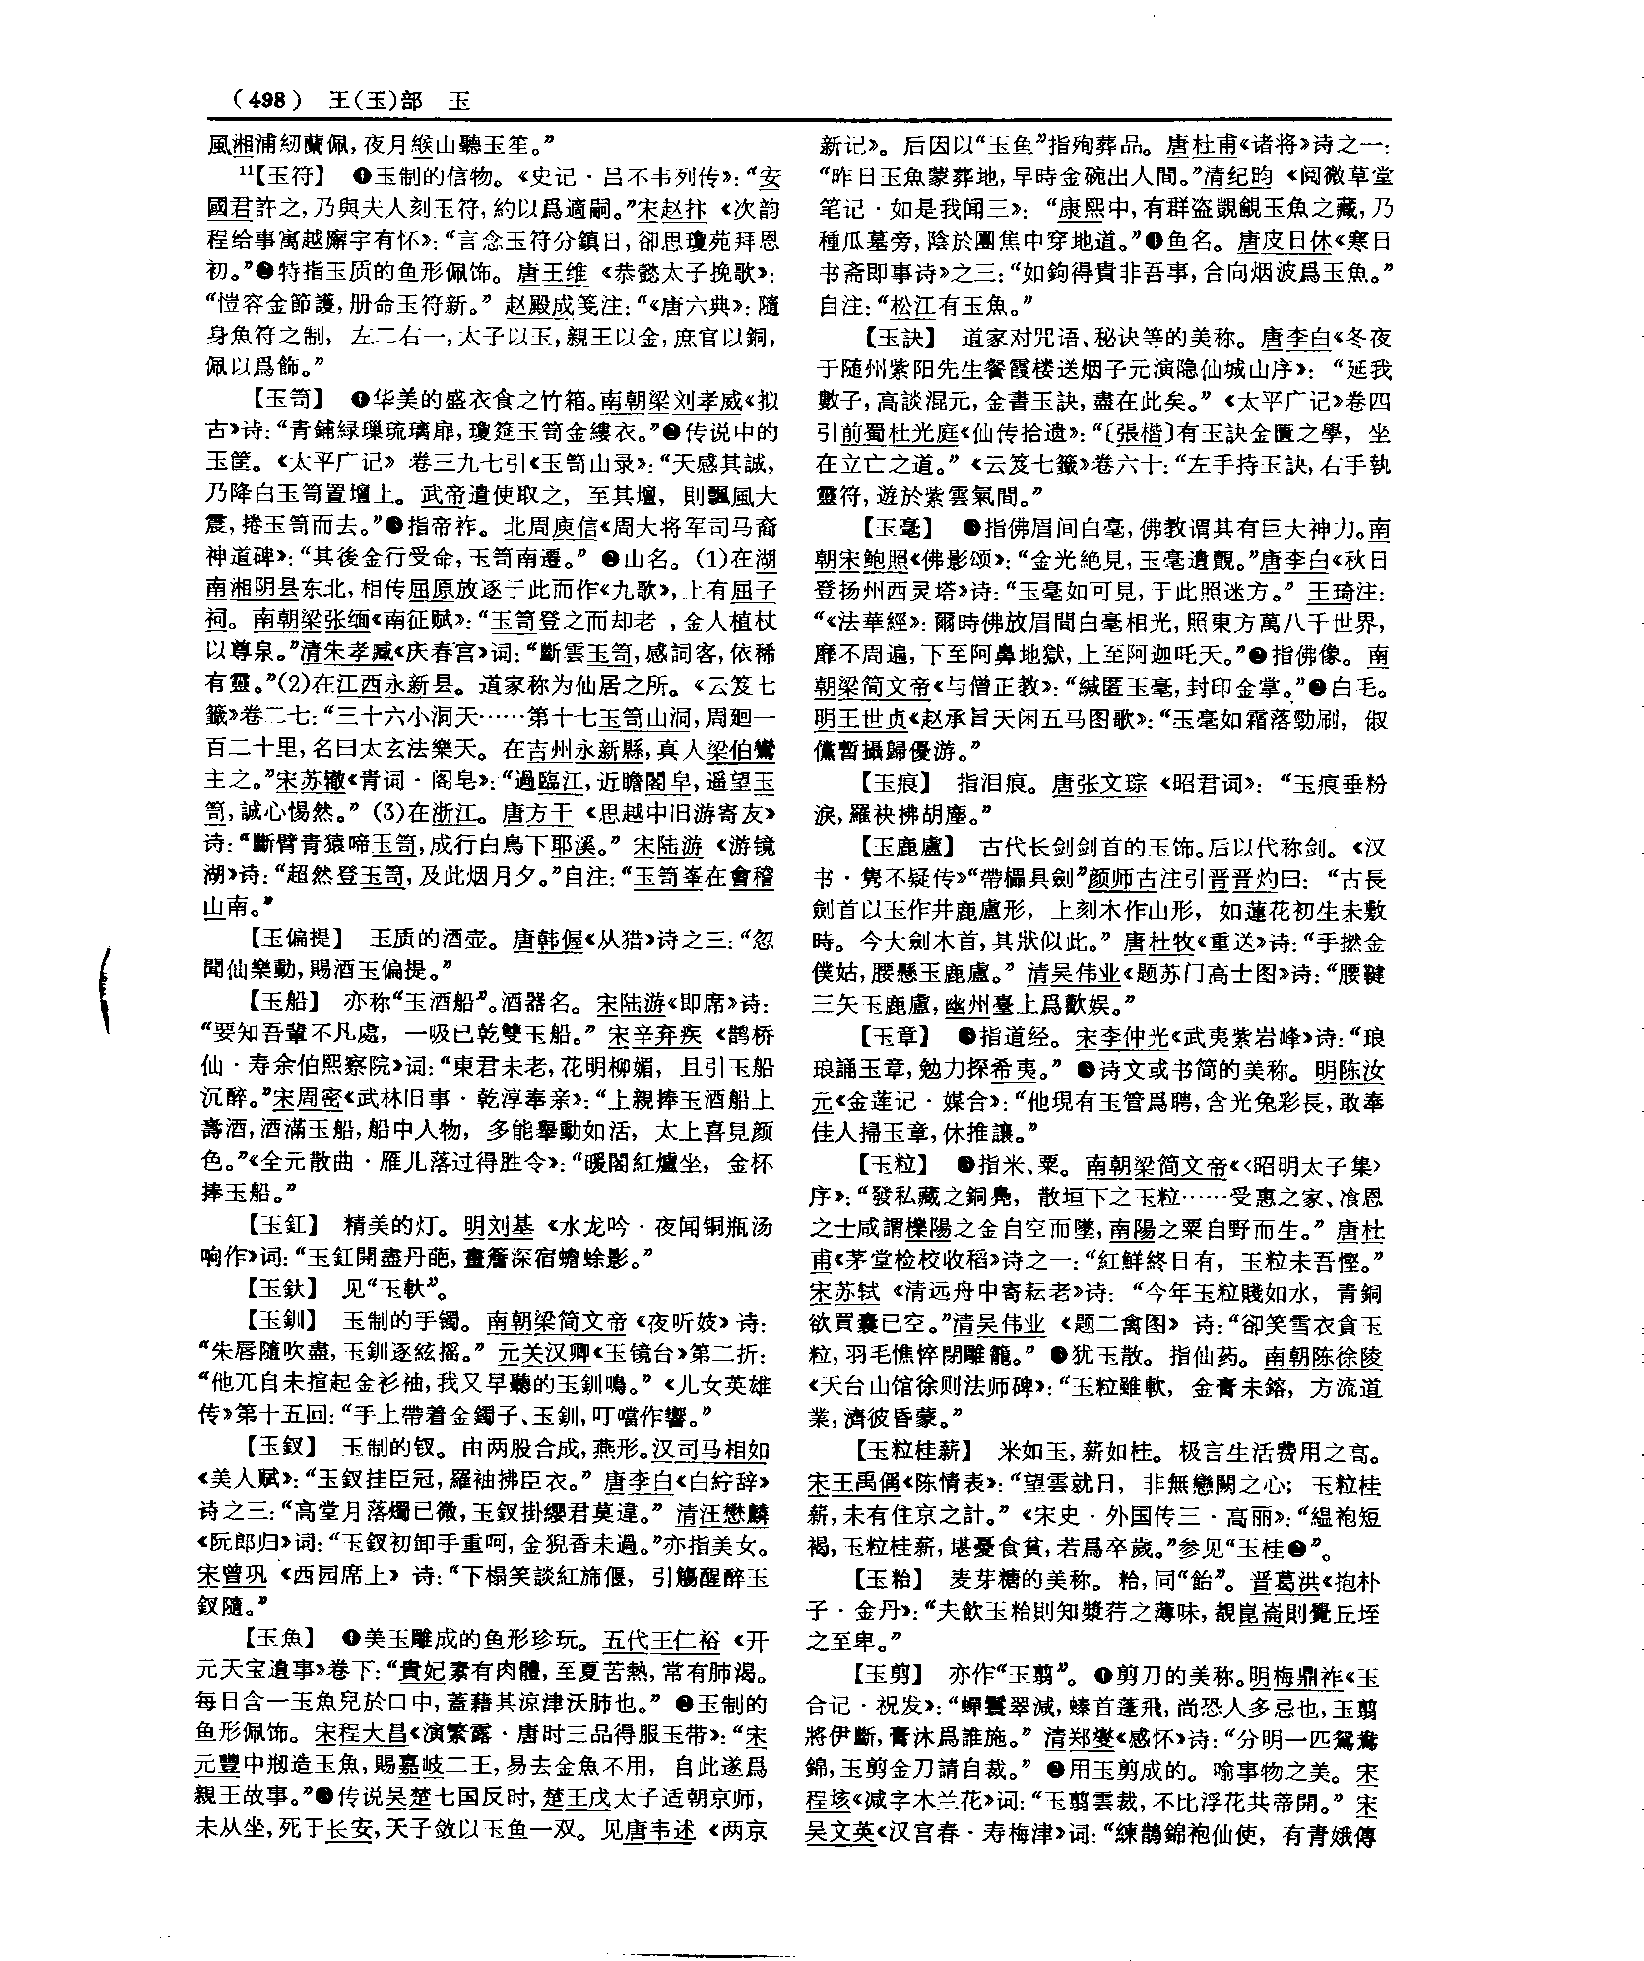 （498） 王（玉）部 玉
風湘浦紉蘭佩，夜月缑山聽玉笙。”
11【玉符】 ❶玉制的信物。《史记·吕不韦列传》：“安
國君許之，乃與夫人刻玉符，約以爲適嗣。”宋赵抃《次韵
程给事寓越廨宇有怀》：“言念玉符分鎮日，卻思瓊苑拜恩
初。”❷特指玉质的鱼形佩饰。唐王维《恭懿太子挽歌》：
“愷容金節護，册命玉符新。”赵殿成笺注：“《唐六典》：隨
身魚符之制，左二右一，太子以玉，親王以金，庶官以銅，
佩以爲飾。”
【玉笥】 ❶华美的盛衣食之竹箱。南朝梁刘孝威《拟
古》诗：“青鋪緑璅琉璃扉，瓊筵玉笥金縷衣。”❷传说中的
玉筐。《太平广记》卷三九七引《玉笥山录》：“天感其誠，
乃降白玉笥置壇上。武帝遣使取之，至其壇，則飄風大
震，捲玉笥而去。”❸指帝祚。北周庾信《周大将军司马裔
神道碑》：“其後金行受命，玉笥南遷。”❹山名。（1）在湖
南湘阴县东北，相传屈原放逐于此而作《九歌》，上有屈子
祠。南朝梁张缅《南征赋》：“玉笥登之而却老，金人植杖
以尊泉。”清朱孝臧《庆春宫》词：“斷雲玉笥，感詞客，依稀
有靈。”（2）在江西永新县。道家称为仙居之所。《云笈七
籤》卷二七：“三十六小洞天……第十七玉笥山洞，周廻一
百二十里，名曰太玄法樂天。在吉州永新縣，真人梁伯鸞
主之。”宋苏辙《青词·阁皂》：“過臨江，近瞻閣皁，遥望玉
笥，誠心惕然。”（3）在浙江。唐方干《思越中旧游寄友》
诗：“斷臂青猿啼玉笥，成行白鳥下耶溪。”宋陆游《游镜
湖》诗：“超然登玉笥，及此烟月夕。”自注：“玉笥峯在會稽
山南。”
【玉偏提】 玉质的酒壶。唐韩偓《从猎》诗之三：“忽
聞仙樂動，賜酒玉偏提。”
【玉船】 亦称“玉酒船”。酒器名。宋陆游《即席》诗：
“要知吾輩不凡處，一吸已乾雙玉船。”宋辛弃疾《鹊桥
仙·寿余伯熙察院》词：“東君未老，花明柳媚，且引玉船
沉醉。”宋周密《武林旧事·乾淳奉亲》：“上親捧玉酒船上
壽酒，酒滿玉船，船中人物，多能舉動如活，太上喜見颜
色。”《全元散曲·雁儿落过得胜令》：“暖閣紅爐坐，金杯
捧玉船。”
【玉釭】 精美的灯。明刘基《水龙吟·夜闻铜瓶汤
响作》词：“玉釭開盡丹葩，畫簷深宿蟾蜍影。”
【玉釱】 见“玉軑”。
【玉釧】 玉制的手镯。南朝梁简文帝《夜听妓》诗：
“朱唇隨吹盡，玉釧逐絃摇。”元关汉卿《玉镜台》第二折：
“他兀自未揎起金衫袖，我又早聽的玉釧鳴。”《儿女英雄
传》第十五回：“手上帶着金鐲子、玉釧，叮噹作響。”
【玉釵】 玉制的钗。由两股合成，燕形。汉司马相如
《美人赋》：“玉釵挂臣冠，羅袖拂臣衣。”唐李白《白紵辞》
诗之三：“高堂月落燭已微，玉釵掛纓君莫違。”清汪懋麟
《阮郎归》词：“玉釵初卸手重呵，金猊香未過。”亦指美女。
宋曾巩《西园席上》诗：“下榻笑談紅旆偃，引觴醒醉玉
釵隨。”
【玉魚】 ❶美玉雕成的鱼形珍玩。五代王仁裕《开
元天宝遺事》卷下：“貴妃素有肉體，至夏苦熱，常有肺渴。
每日含一玉魚兒於口中，蓋藉其涼津沃肺也。”❷玉制的
鱼形佩饰。宋程大昌《演繁露·唐时三品得服玉带》：“宋
元豐中刱造玉魚，賜嘉岐二王，易去金魚不用，自此遂爲
親王故事。”❸传说吴楚七国反时，楚王戊太子适朝京师，
未从坐，死于长安，天子敛以玉鱼一双。见唐韦述《两京
新记》。后因以“玉鱼”指殉葬品。唐杜甫《诸将》诗之一：
“昨日玉魚蒙葬地，早時金碗出人間。”清纪昀《阅微草堂
笔记·如是我闻三》：“康熙中，有群盗覬覦玉魚之藏，乃
種瓜墓旁，陰於團焦中穿地道。”❹鱼名。唐皮日休《寒日
书斋即事诗》之三：“如鈎得貴非吾事，合向烟波爲玉魚。”
自注：“松江有玉魚。”
【玉訣】 道家对咒语、秘诀等的美称。唐李白《冬夜
于随州紫阳先生餐霞楼送烟子元演隐仙城山序》：“延我
數子，高談混元，金書玉訣，盡在此矣。”《太平广记》卷四
引前蜀杜光庭《仙传拾遗》：“〔張楷〕有玉訣金匱之學，坐
在立亡之道。”《云笈七籤》卷六十：“左手持玉訣，右手執
靈符，遊於紫雲氣間。”
【玉毫】 ❶指佛眉间白毫，佛教谓其有巨大神力。南
朝宋鲍照《佛影颂》：“金光絶見，玉毫遺覿。”唐李白《秋日
登扬州西灵塔》诗：“玉毫如可見，于此照迷方。”王琦注：
“《法華經》：爾時佛放眉間白毫相光，照東方萬八千世界，
靡不周遍，下至阿鼻地獄，上至阿迦吒天。”❷指佛像。南
朝梁简文帝《与僧正教》：“緘匿玉毫，封印金掌。”❸白毛。
明王世贞《赵承旨天闲五马图歌》：“玉毫如霜落勁刷，俶
儻暫攝歸優游。”
【玉痕】 指泪痕。唐张文琮《昭君词》：“玉痕垂粉
淚，羅袂拂胡塵。”
【玉鹿盧】 古代长剑剑首的玉饰。后以代称剑。《汉
书·隽不疑传》“帶櫑具劍”颜师古注引晋晋灼曰：“古長
劍首以玉作井鹿盧形，上刻木作山形，如蓮花初生未敷
時。今大劍木首，其狀似此。”唐杜牧《重送》诗：“手撚金
僕姑，腰懸玉鹿盧。”清吴伟业《题苏门高士图》诗：“腰鞬
三矢玉鹿盧，幽州臺上爲歡娱。”
【玉章】 ❶指道经。宋李仲光《武夷紫岩峰》诗：“琅
琅誦玉章，勉力探希夷。”❷诗文或书简的美称。明陈汝
元《金莲记·媒合》：“他現有玉管爲聘，含光兔彩長，敢奉
佳人掃玉章，休推讓。”
【玉粒】 ❶指米、粟。南朝梁简文帝《〈昭明太子集〉
序》：“發私藏之銅鳧，散垣下之玉粒……受惠之家、飡恩
之士咸謂櫟陽之金自空而墜，南陽之粟自野而生。”唐杜
甫《茅堂检校收稻》诗之一：“紅鮮終日有，玉粒未吾慳。”
宋苏轼《清远舟中寄耘老》诗：“今年玉粒賤如水，青銅
欲買囊已空。”清吴伟业《题二禽图》诗：“卻笑雪衣貪玉
粒，羽毛憔悴閉雕籠。”❷犹玉散。指仙药。南朝陈徐陵
《天台山馆徐则法师碑》：“玉粒雖軟，金膏未鎔，方流道
業，濟彼昏蒙。”
【玉粒桂薪】 米如玉，薪如桂。极言生活费用之高。
宋王禹偁《陈情表》：“望雲就日，非無戀闕之心；玉粒桂
薪，未有住京之計。”《宋史·外国传三·高丽》：“緼袍短
褐，玉粒桂薪，堪憂食貧，若爲卒歲。”参见“玉桂❷”。
【玉粭】 麦芽糖的美称。粭，同“飴”。晋葛洪《抱朴
子·金丹》：“夫飲玉粭則知漿荇之薄味，覩崑崙則覺丘垤
之至卑。”
【玉剪】 亦作“玉翦”。❶剪刀的美称。明梅鼎祚《玉
合记·祝发》：“蟬鬢翠減，螓首蓬飛，尚恐人多忌也，玉翦
將伊斷，膏沐爲誰施。”清郑燮《感怀》诗：“分明一匹鴛鴦
錦，玉剪金刀請自裁。”❷用玉剪成的。喻事物之美。宋
程垓《减字木兰花》词：“玉翦雲裁，不比浮花共帝開。”宋
吴文英《汉宫春·寿梅津》词：“練鵲錦袍仙使，有青娥傳